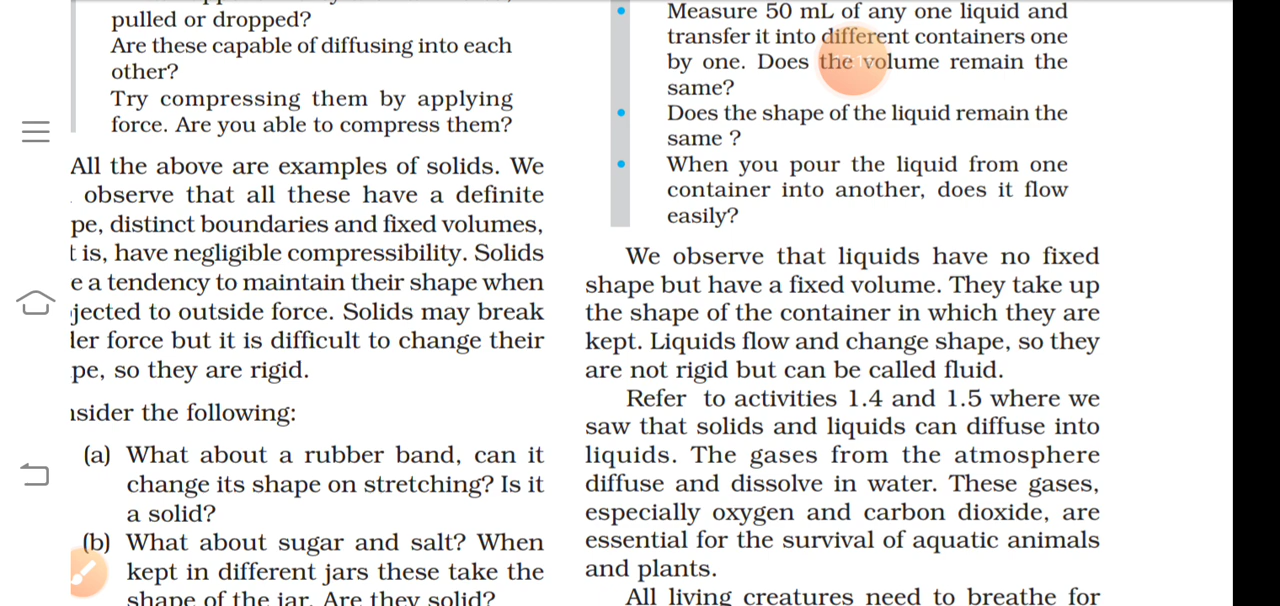 pulled or dropped?
Are these capable of diffusing into each
other?
Try compressing them by applying
force. Are you able to compress them?
All the above are examples of solids. We
observe that all these have a definite
pe, distinct boundaries and fixed volumes,
t is, have negligible compressibility. Solids
e a tendency to maintain their shape when
jected to outside force. Solids may break
ler force but it is difficult to change their
pe, so they are rigid.
nsider the following:
(a) What about a rubber band, can it
change its shape on stretching? Is it
a solid?
(b) What about sugar and salt? When
kept in different jars these take the
shape of the jar. Are they solid?
• Measure 50 mL of any one liquid and
transfer it into different containers one
by one. Does the volume remain the
same?
• Does the shape of the liquid remain the
same ?
• When you pour the liquid from one
container into another, does it flow
easily?
We observe that liquids have no fixed
shape but have a fixed volume. They take up
the shape of the container in which they are
kept. Liquids flow and change shape, so they
are not rigid but can be called fluid.
Refer to activities 1.4 and 1.5 where we
saw that solids and liquids can diffuse into
liquids. The gases from the atmosphere
diffuse and dissolve in water. These gases,
especially oxygen and carbon dioxide, are
essential for the survival of aquatic animals
and plants.
All living creatures need to breathe for